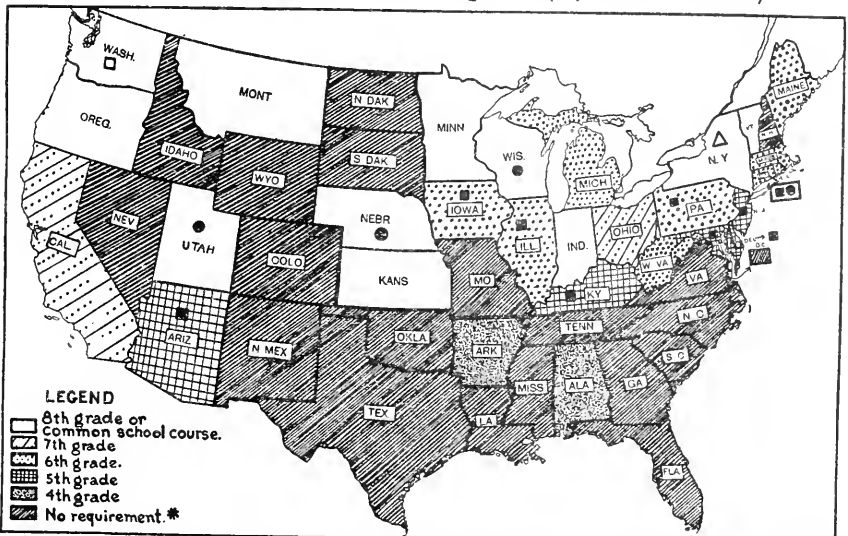 WASH.
MONT
N DAK
MINN
MAINE
OREG.
IDAHO
S DAK
WIS.
N.Y
MICH
WYO
IOWA
PA
NEV
NEBR
UTAH
ILL
IND.
OHIO
CAL
COLO
W VA
DEL
D.C.
KANS
MO
KY
VA
ARIZ
N MEX
OKLA
TENN
N C
ARK
S C
TEX
MISS
ALA
GA
LA
FLA
LEGEND
8th grade or
Common school course.
7th grade
6th grade.
5th grade
4th grade
No requirement.*